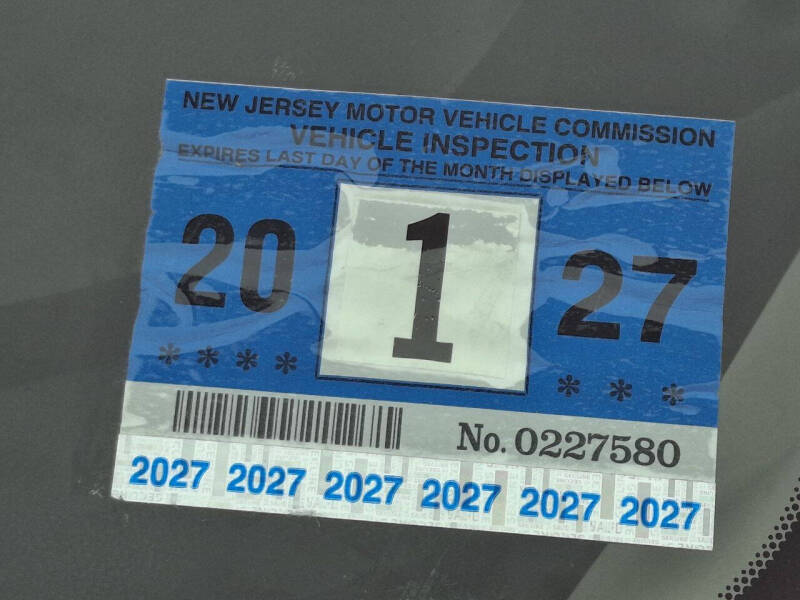 NEW JERSEY MOTOR VEHICLE COMMISSION
VEHICLE INSPECTION
EXPIRES LAST DAY OF THE MONTH DISPLAYED BELOW
20 1 27
**** ***
No. 0227580
2027 2027 2027 2027 2027 2027